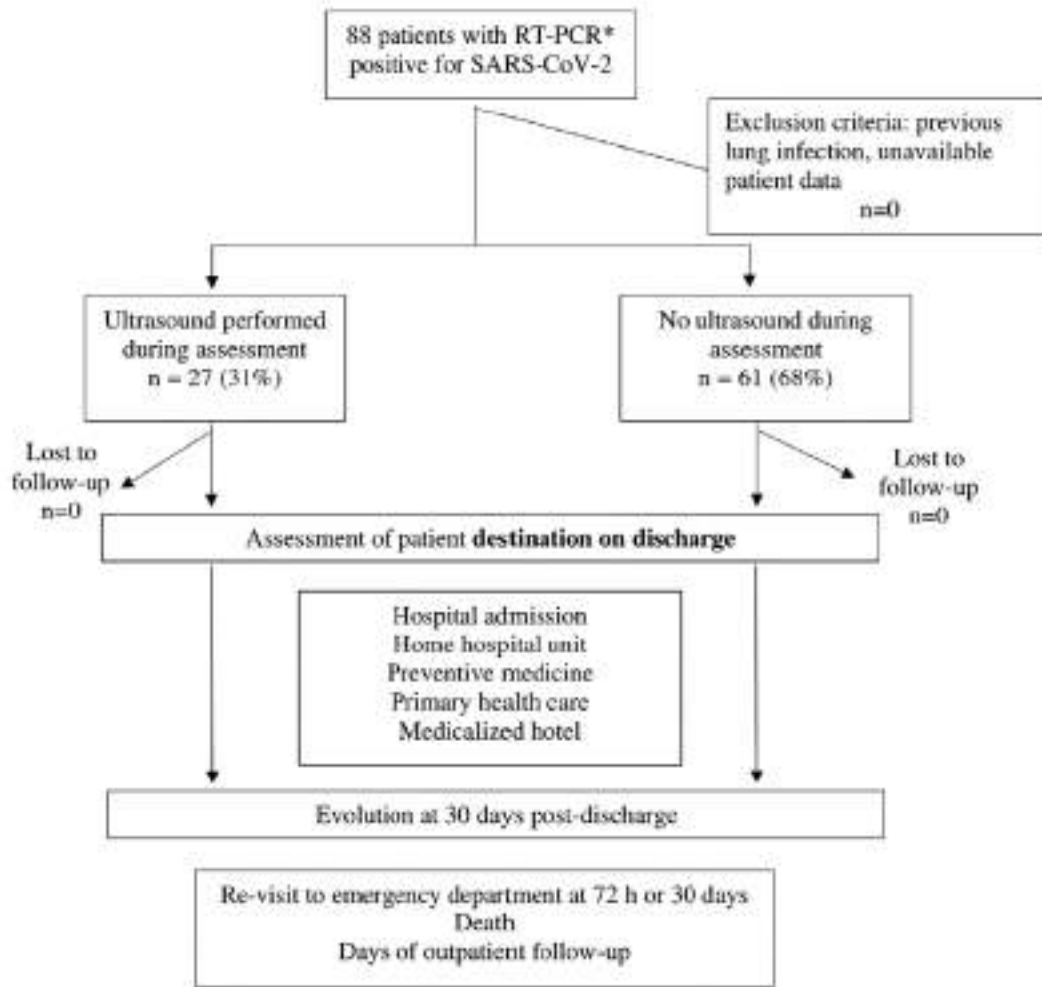 88 patients with RT-PCR*
positive for SARS-CoV-2
Exclusion criteria: previous
lung infection, unavailable
patient data
n=0
Ultrasound performed
during assessment
n = 27 (31%)
No ultrasound during
assessment
n = 61 (68%)
Lost to
follow-up
n=0
Lost to
follow-up
n=0
Assessment of patient destination on discharge
Hospital admission
Home hospital unit
Preventive medicine
Primary health care
Medicalized hotel
Evolution at 30 days post-discharge
Re-visit to emergency department at 72 h or 30 days
Death
Days of outpatient follow-up